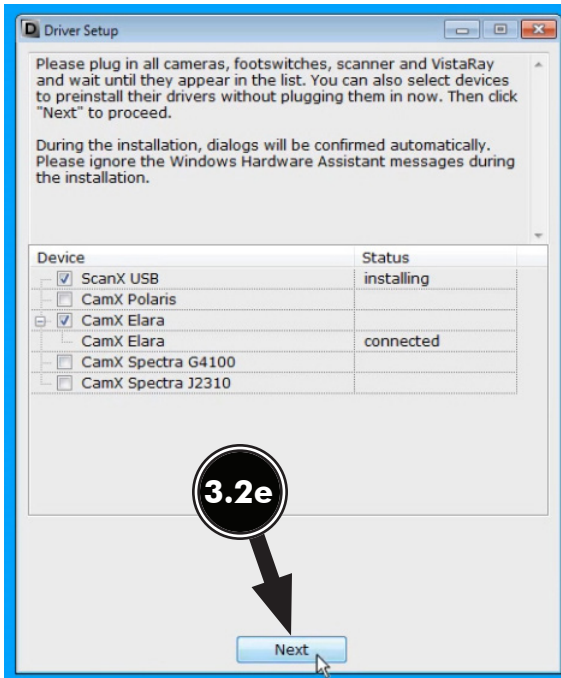 Driver Setup
Please plug in all cameras, footswitches, scanner and VistaRay
and wait until they appear in the list. You can also select devices
to preinstall their drivers without plugging them in now. Then click
"Next" to proceed.
During the installation, dialogs will be confirmed automatically.
Please ignore the Windows Hardware Assistant messages during
the installation.
Device Status
ScanX USB installing
CamX Polaris
CamX Elara
CamX Elara connected
CamX Spectra G4100
CamX Spectra J2310
3.2e
Next